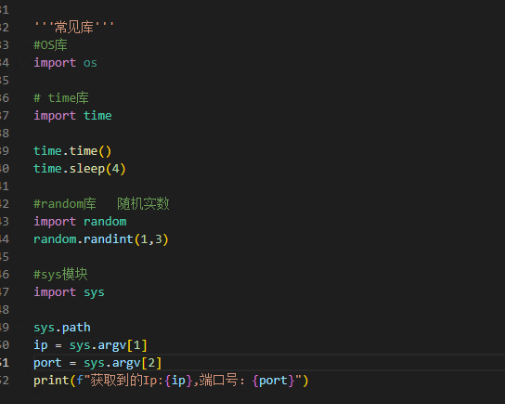 31
32 '''常见库'''
33 #OS库
34 import os
35
36 # time库
37 import time
38
39 time.time()
40 time.sleep(4)
41
42 #random库   随机实数
43 import random
44 random.randint(1,3)
45
46 #sys模块
47 import sys
48
49 sys.path
50 ip = sys.argv[1]
51 port = sys.argv[2]
52 print(f"获取到的Ip:{ip},端口号：{port}")